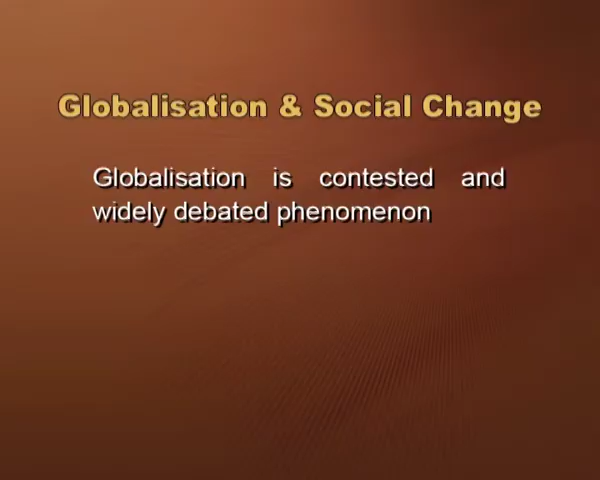 Globalisation & Social Change
Globalisation is contested and
widely debated phenomenon